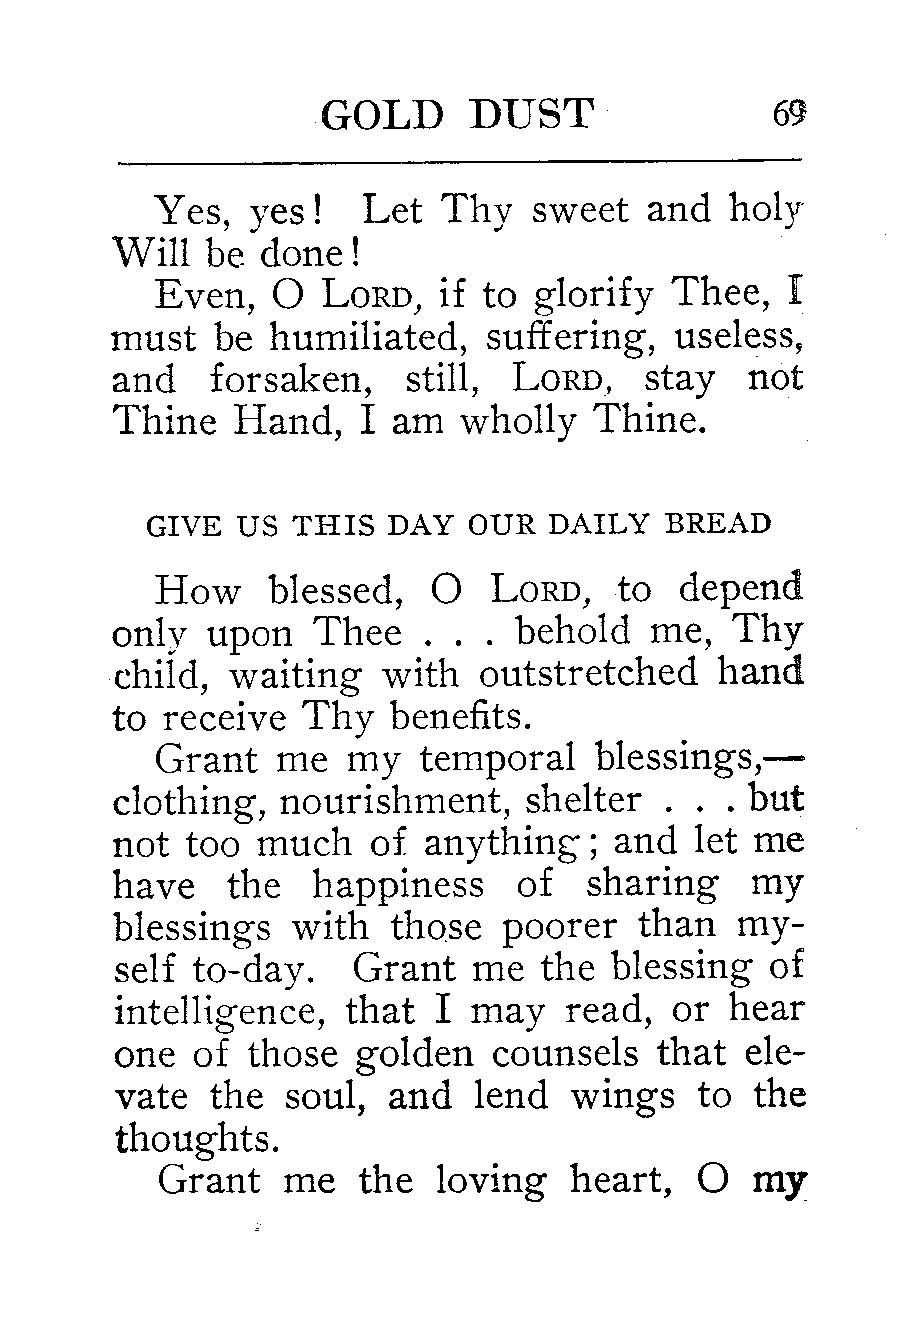 GOLD DUST 69
Yes, yes! Let Thy sweet and holy
Will be done!
Even, O LORD, if to glorify Thee, I
must be humiliated, suffering, useless,
and forsaken, still, LORD, stay not
Thine Hand, I am wholly Thine.
GIVE US THIS DAY OUR DAILY BREAD
How blessed, O LORD, to depend
only upon Thee . . . behold me, Thy
child, waiting with outstretched hand
to receive Thy benefits.
Grant me my temporal blessings,—
clothing, nourishment, shelter . . . but
not too much of anything; and let me
have the happiness of sharing my
blessings with those poorer than my-
self to-day. Grant me the blessing of
intelligence, that I may read, or hear
one of those golden counsels that ele-
vate the soul, and lend wings to the
thoughts.
Grant me the loving heart, O my